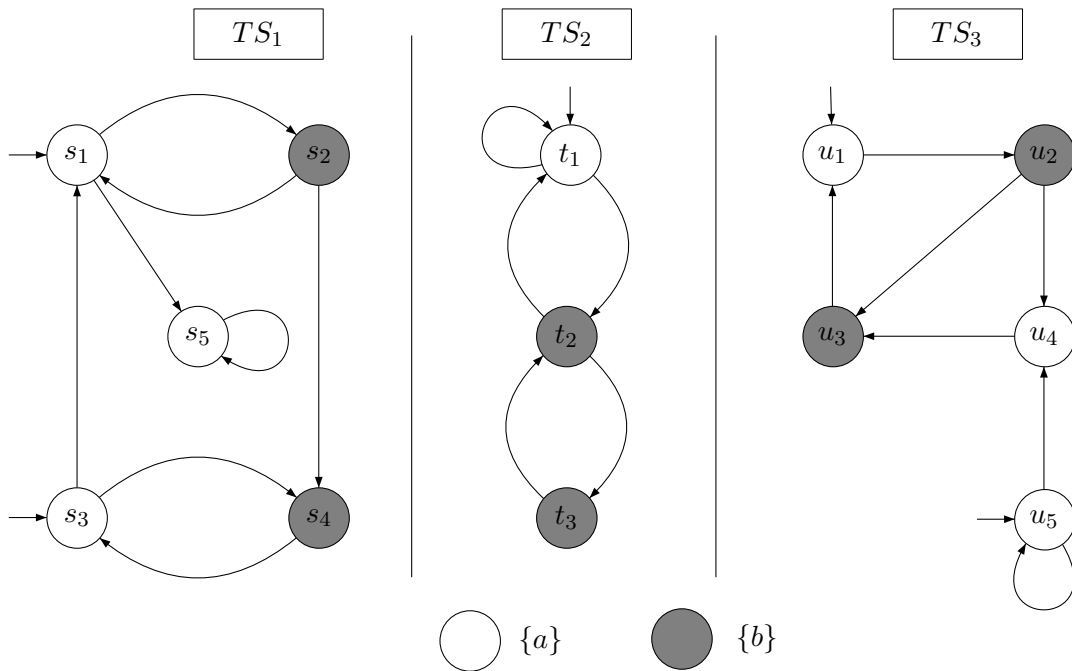 TS₁ TS₂ TS₃
s₁ s₂ t₁ u₁ u₂
s₅ t₂ u₃ u₄
s₃ s₄ t₃ u₅
{a} {b}